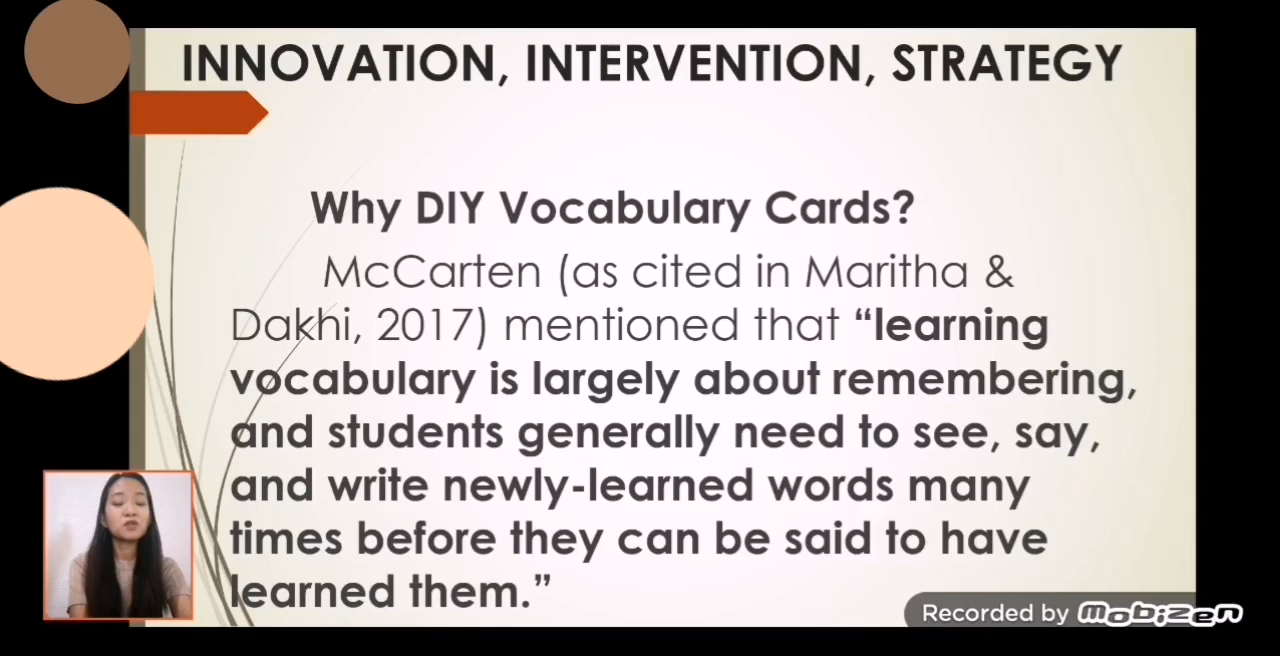 INNOVATION, INTERVENTION, STRATEGY
Why DIY Vocabulary Cards?
McCarten (as cited in Maritha &
Dakhi, 2017) mentioned that “learning
vocabulary is largely about remembering,
and students generally need to see, say,
and write newly-learned words many
times before they can be said to have
learned them.”
Recorded by Mobizen